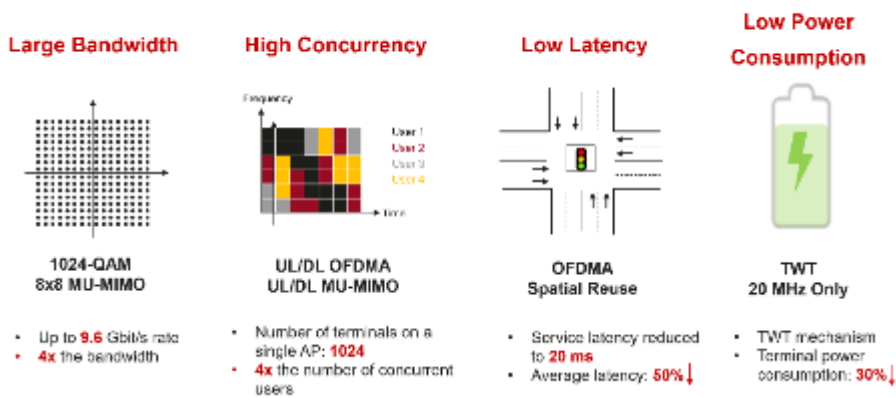 Large Bandwidth
1024-QAM
8x8 MU-MIMO
Up to 9.6 Gbit/s rate
4x the bandwidth
High Concurrency
Frequency
User 1
User 2
User 3
User 4
Time
UL/DL OFDMA
UL/DL MU-MIMO
Number of terminals on a
single AP: 1024
4x the number of concurrent
users
Low Latency
OFDMA
Spatial Reuse
Service latency reduced
to 20 ms
Average latency: 50%↓
Low Power
Consumption
TWT
20 MHz Only
TWT mechanism
Terminal power
consumption: 30%↓